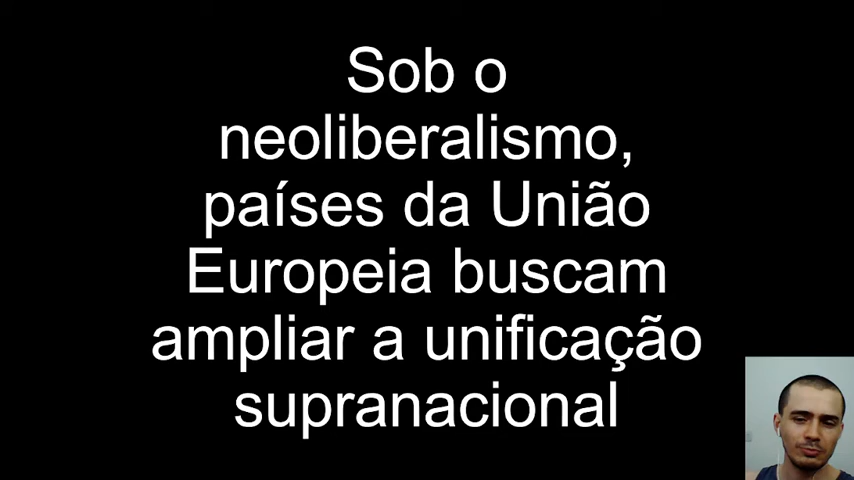 Sob o
neoliberalismo,
países da União
Europeia buscam
ampliar a unificação
supranacional